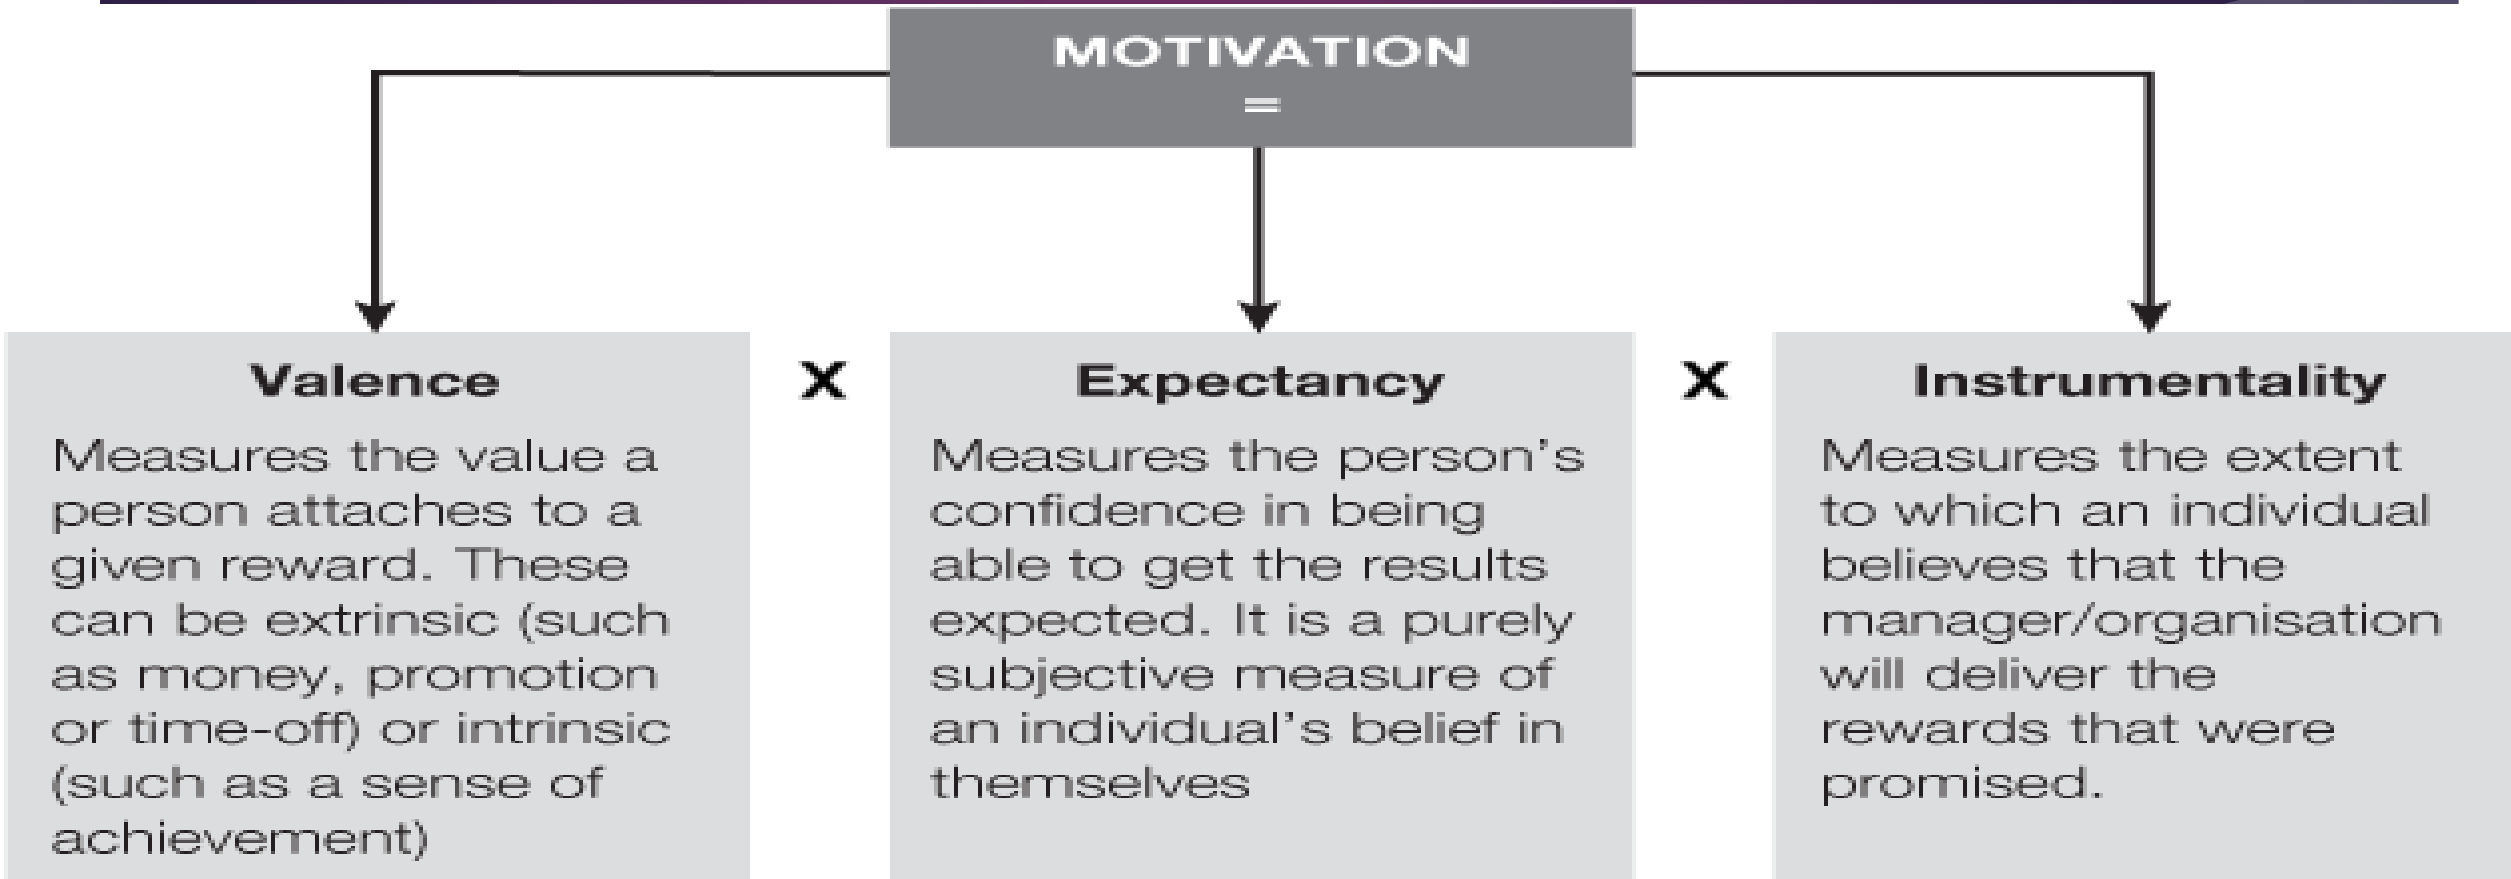 MOTIVATION
=
Valence
Measures the value a
person attaches to a
given reward. These
can be extrinsic (such
as money, promotion
or time-off) or intrinsic
(such as a sense of
achievement)
X
Expectancy
Measures the person's
confidence in being
able to get the results
expected. It is a purely
subjective measure of
an individual's belief in
themselves
X
Instrumentality
Measures the extent
to which an individual
believes that the
manager/organisation
will deliver the
rewards that were
promised.